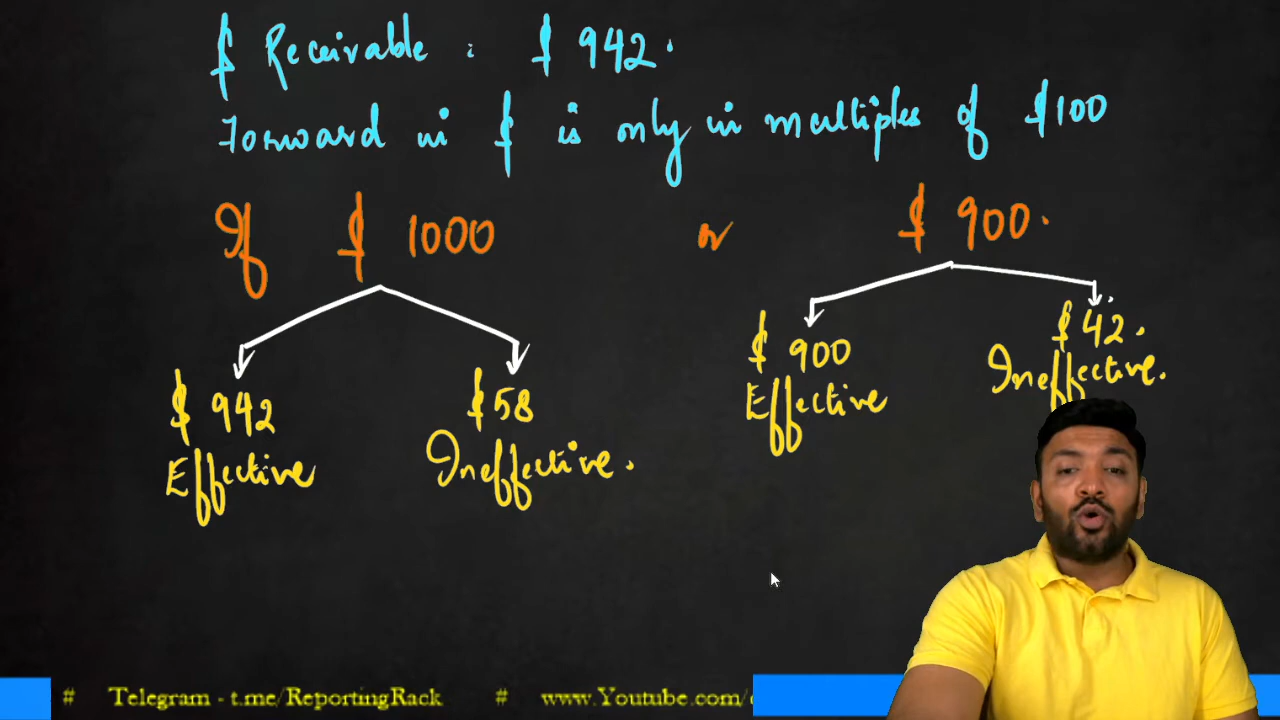 $ Receivable : $ 942.
Forward in $ is only in multiples of $100
If $ 1000 or $ 900.
$ 942 Effective
$58 Ineffective.
$ 900 Effective
$ 42. Ineffective.
# Telegram - t.me/ReportingRack # www.Youtube.com/